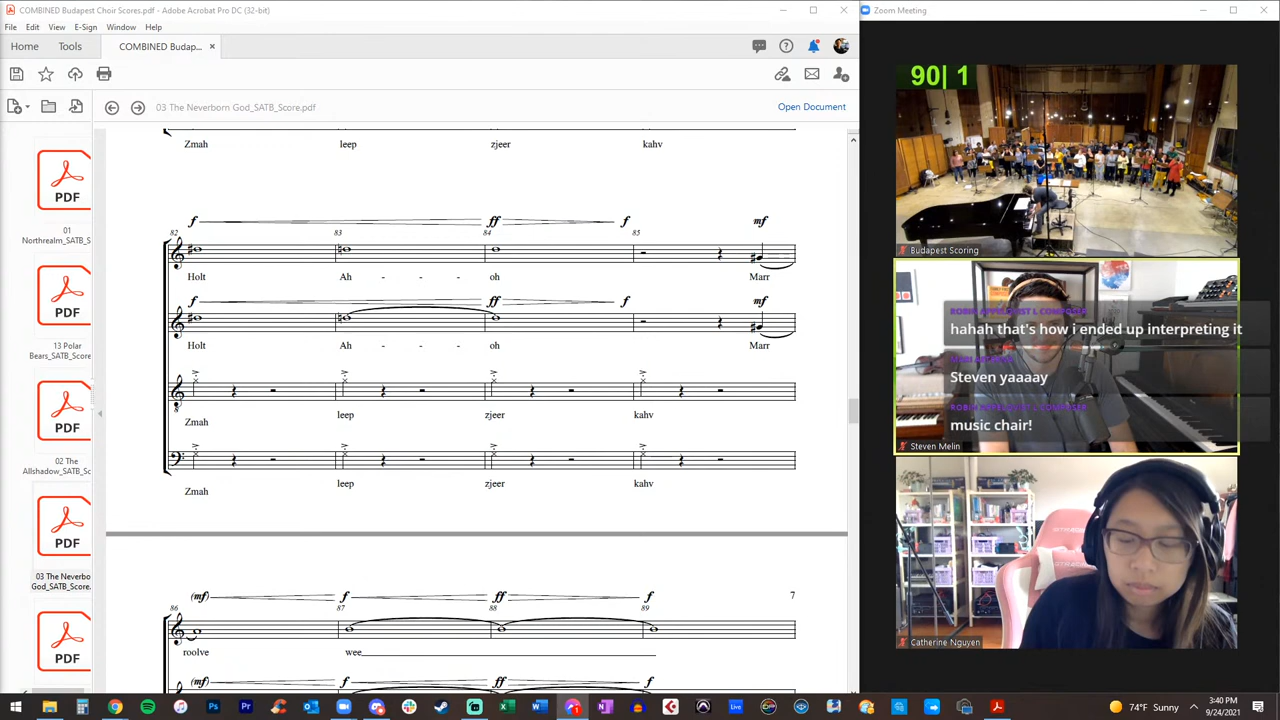 COMBINED Budapest Choir Scores.pdf - Adobe Acrobat Pro DC (32-bit)
File Edit View E-Sign Window Help
Home Tools COMBINED Budap... ×
03 The Neverborn God_SATB_Score.pdf Open Document
PDF
01
Northrealm_SATB_S
PDF
13 Polar
Bears_SATB_Score
PDF
02 The
Allshadow_SATB_Sc
PDF
03 The Neverbo
God_SATB_Score.
PDF
Zmah leep zjeer kahv
f ff f mf
82 83 84 85
Holt Ah - - - oh Marr
f ff f mf
Holt Ah - - - oh Marr
8
Zmah leep zjeer kahv
Zmah leep zjeer kahv
(mf) f ff f 7
86 87 88 89
roolve wee
(mf) f ff f
Zoom Meeting
90| 1
Budapest Scoring
hahah that's how i ended up interpreting it
Steven yaaaay
music chair!
Steven Melin
Catherine Nguyen
74°F Sunny
3:40 PM
9/24/2021